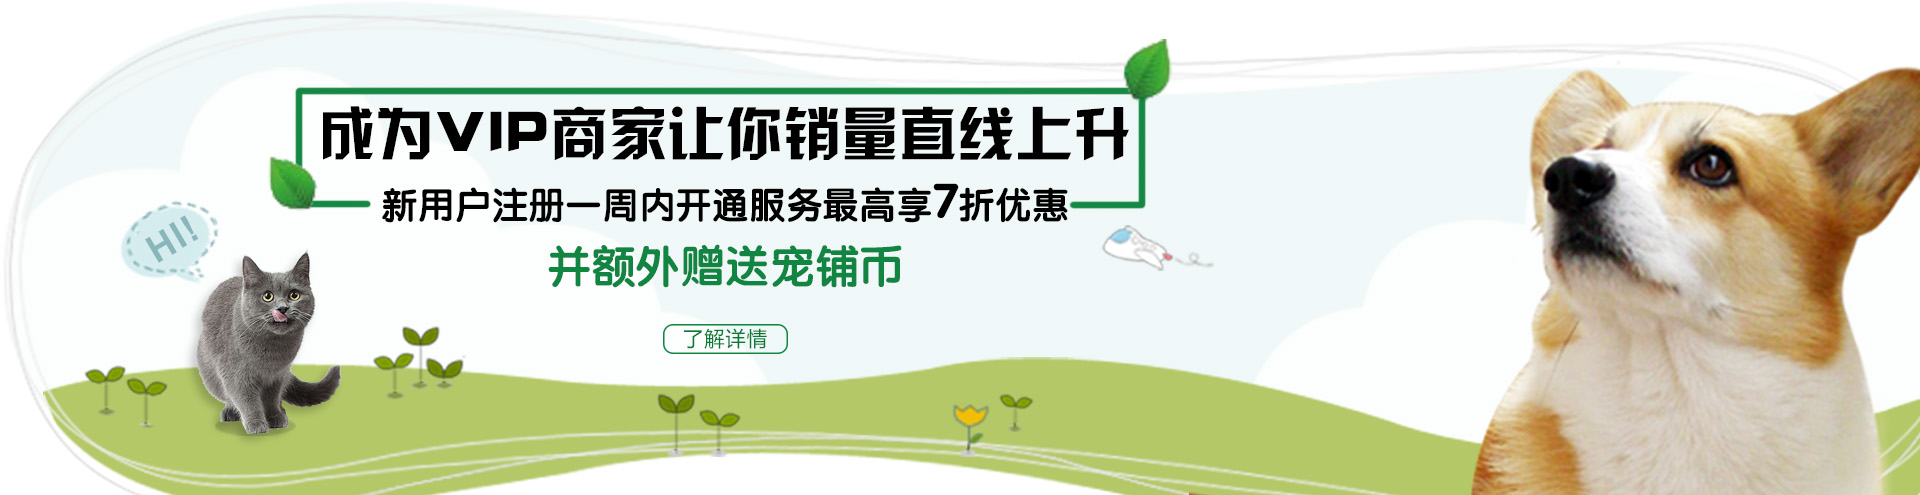 成为VIP商家让你销量直线上升
新用户注册一周内开通服务最高享7折优惠
并额外赠送宠铺币
HI!
了解详情